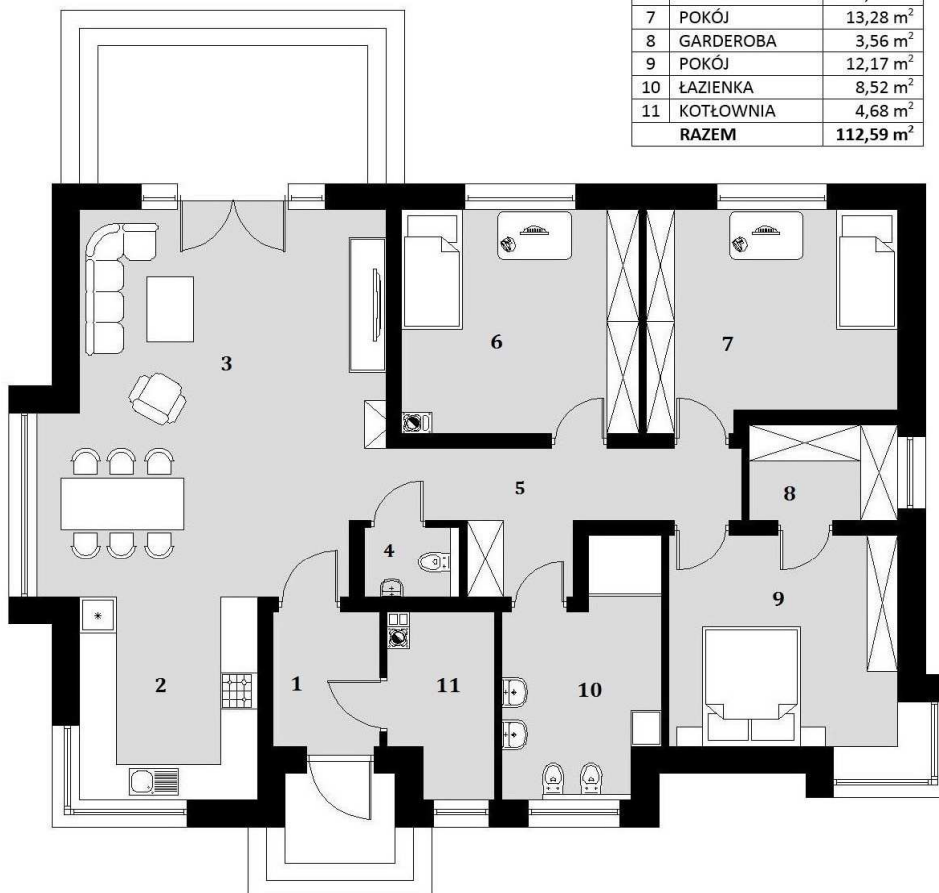 7 POKÓJ 13,28 m²
8 GARDEROBA 3,56 m²
9 POKÓJ 12,17 m²
10 ŁAZIENKA 8,52 m²
11 KOTŁOWNIA 4,68 m²
RAZEM 112,59 m²
3
6
7
5
8
4
9
2
1
11
10